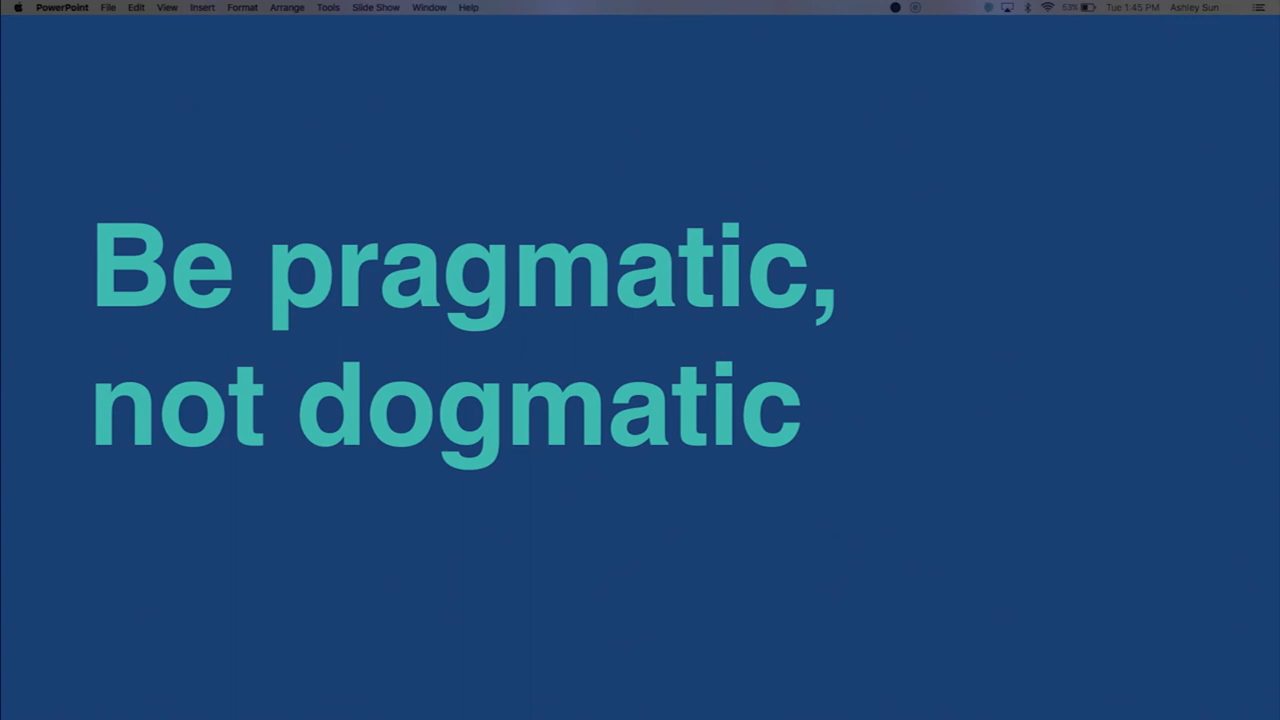 PowerPoint File Edit View Insert Format Arrange Tools Slide Show Window Help 53% Tue 1:45 PM Ashley Sun
Be pragmatic,
not dogmatic